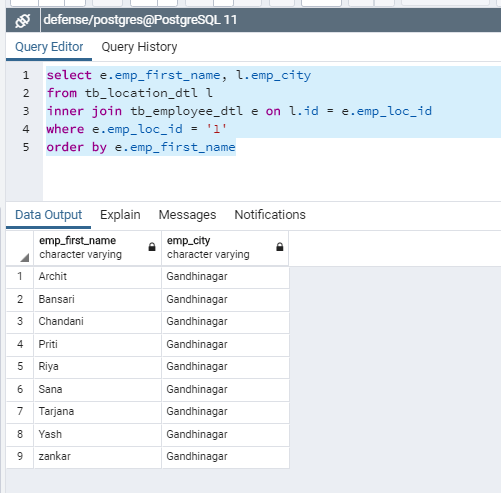 defense/postgres@PostgreSQL 11
Query Editor Query History
1 select e.emp_first_name, l.emp_city
2 from tb_location_dtl l
3 inner join tb_employee_dtl e on l.id = e.emp_loc_id
4 where e.emp_loc_id = '1'
5 order by e.emp_first_name
Data Output Explain Messages Notifications
emp_first_name emp_city
character varying character varying
1 Archit Gandhinagar
2 Bansari Gandhinagar
3 Chandani Gandhinagar
4 Priti Gandhinagar
5 Riya Gandhinagar
6 Sana Gandhinagar
7 Tarjana Gandhinagar
8 Yash Gandhinagar
9 zankar Gandhinagar